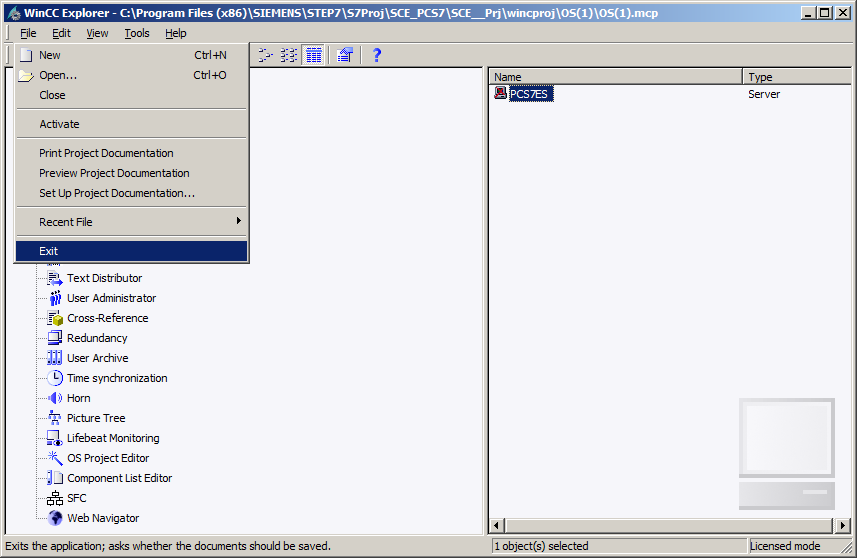 WinCC Explorer - C:\Program Files (x86)\SIEMENS\STEP7\S7Proj\SCE_PCS7\SCE__Prj\wincproj\OS(1)\OS(1).mcp
File Edit View Tools Help
New Ctrl+N
Open... Ctrl+O
Close
Activate
Print Project Documentation
Preview Project Documentation
Set Up Project Documentation...
Recent File
Exit
Text Distributor
User Administrator
Cross-Reference
Redundancy
User Archive
Time synchronization
Horn
Picture Tree
Lifebeat Monitoring
OS Project Editor
Component List Editor
SFC
Web Navigator
Name Type
PCS7ES Server
Exits the application; asks whether the documents should be saved. 1 object(s) selected Licensed mode